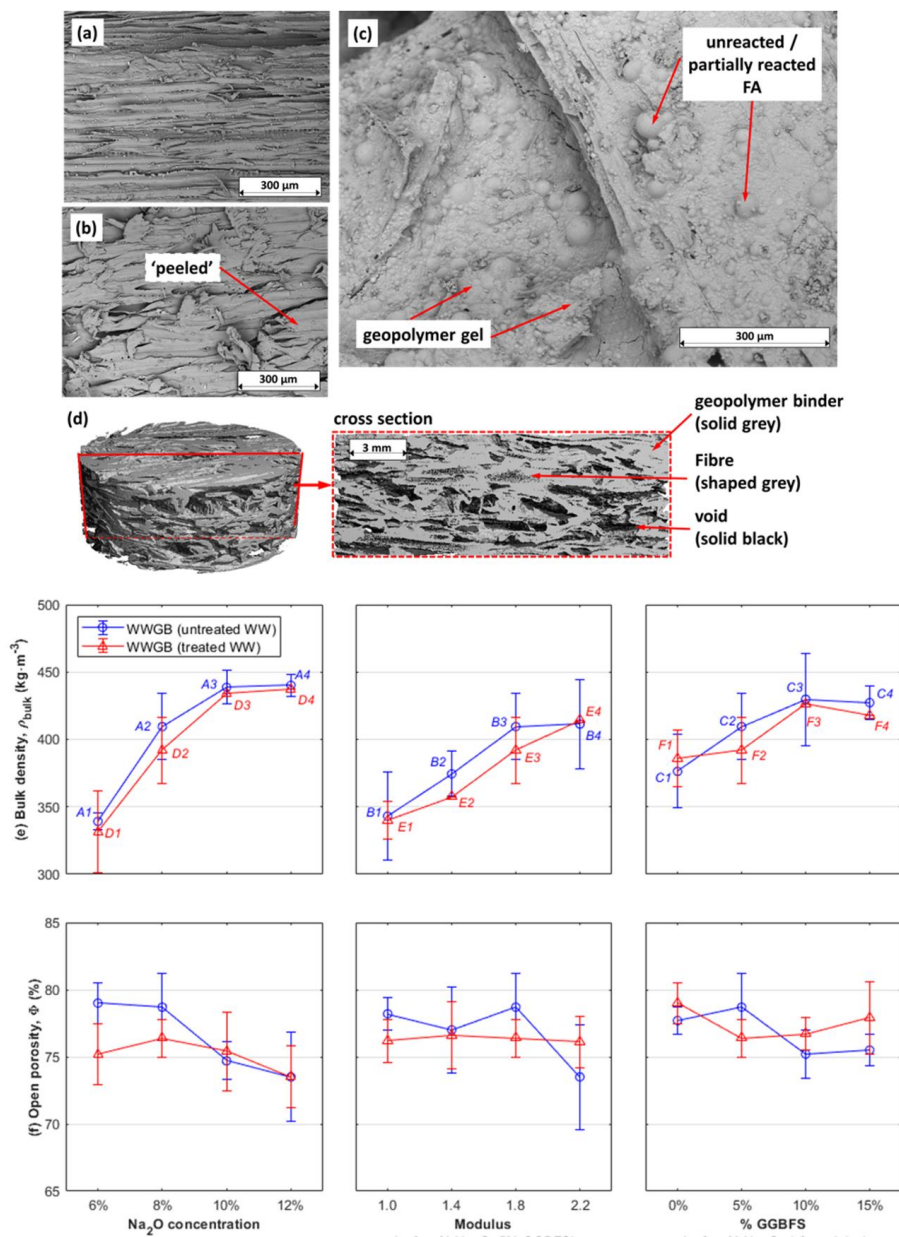 (a)
300 µm
(b)
'peeled'
300 µm
(c)
unreacted /
partially reacted
FA
geopolymer gel
300 µm
(d)
cross section
3 mm
geopolymer binder
(solid grey)
Fibre
(shaped grey)
void
(solid black)
(e) Bulk density, ρbulk (kg·m-3)
500
450
400
350
300
WWGB (untreated WW)
WWGB (treated WW)
A1
A2
A3
A4
D1
D2
D3
D4
B1
B2
B3
B4
E1
E2
E3
E4
C1
C2
C3
C4
F1
F2
F3
F4
(f) Open porosity, Φ (%)
85
80
75
70
65
6% 8% 10% 12%
Na2O concentration
1.0 1.4 1.8 2.2
Modulus
0% 5% 10% 15%
% GGBFS